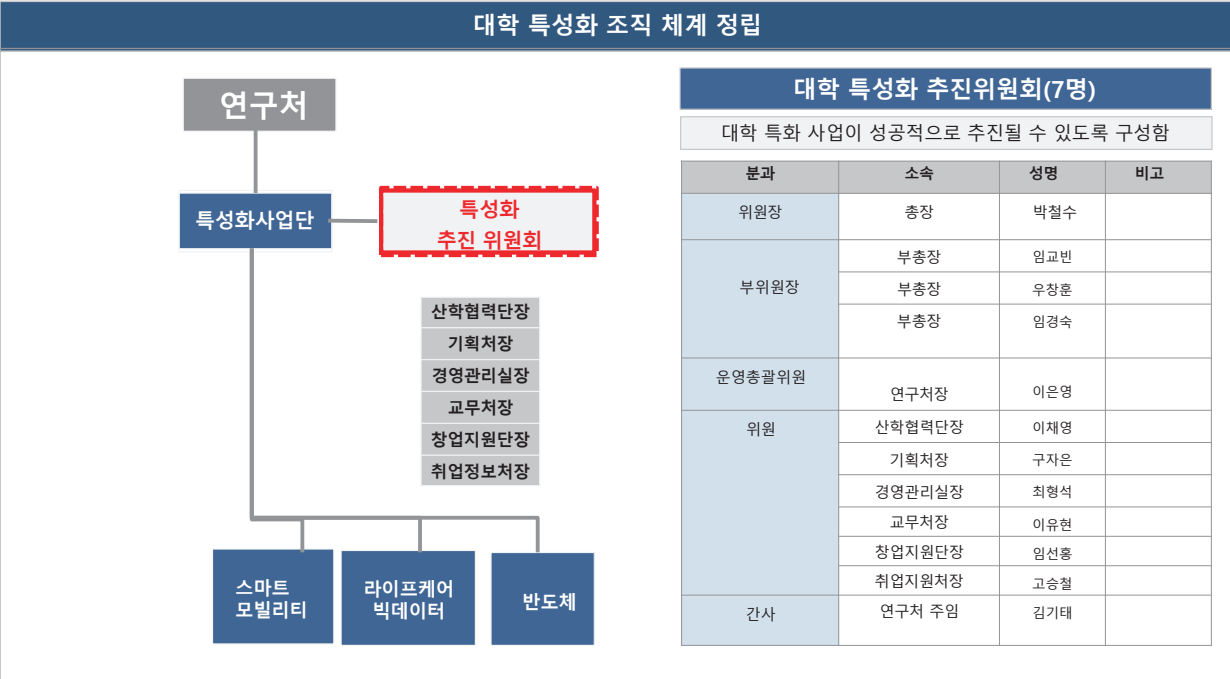 대학 특성화 조직 체계 정립
연구처
특성화사업단
특성화
추진 위원회
산학협력단장
기획처장
경영관리실장
교무처장
창업지원단장
취업정보처장
스마트
모빌리티
라이프케어
빅데이터
반도체
대학 특성화 추진위원회(7명)
대학 특화 사업이 성공적으로 추진될 수 있도록 구성함
분과 소속 성명 비고
위원장 총장 박철수
부위원장
부총장 임교빈
부총장 우창훈
부총장 임경숙
운영총괄위원 연구처장 이은영
위원 산학협력단장 이채영
기획처장 구자은
경영관리실장 최형석
교무처장 이유현
창업지원단장 임선홍
취업지원처장 고승철
간사 연구처 주임 김기태